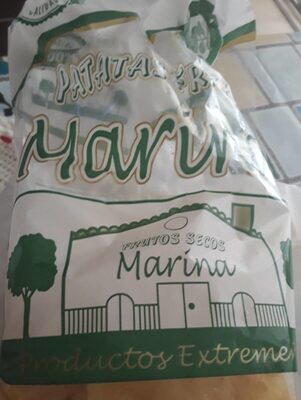 PATATAS
Marin
FRUTOS SECOS
Marina
Productos Extreme